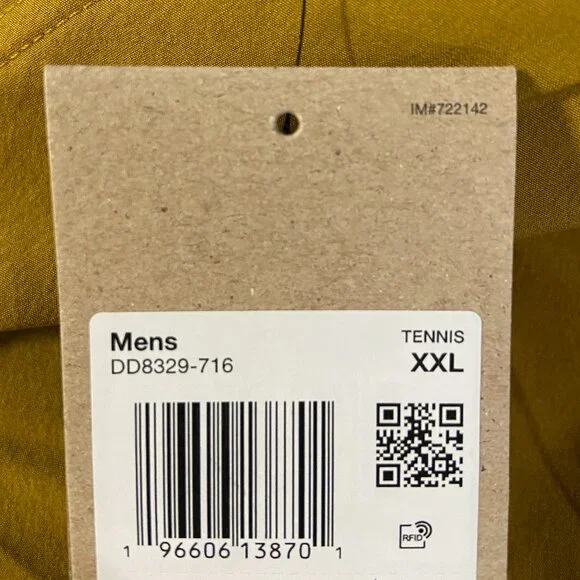 IM#722142
Mens
DD8329-716
TENNIS
XXL
1 96606 13870 1
RFID